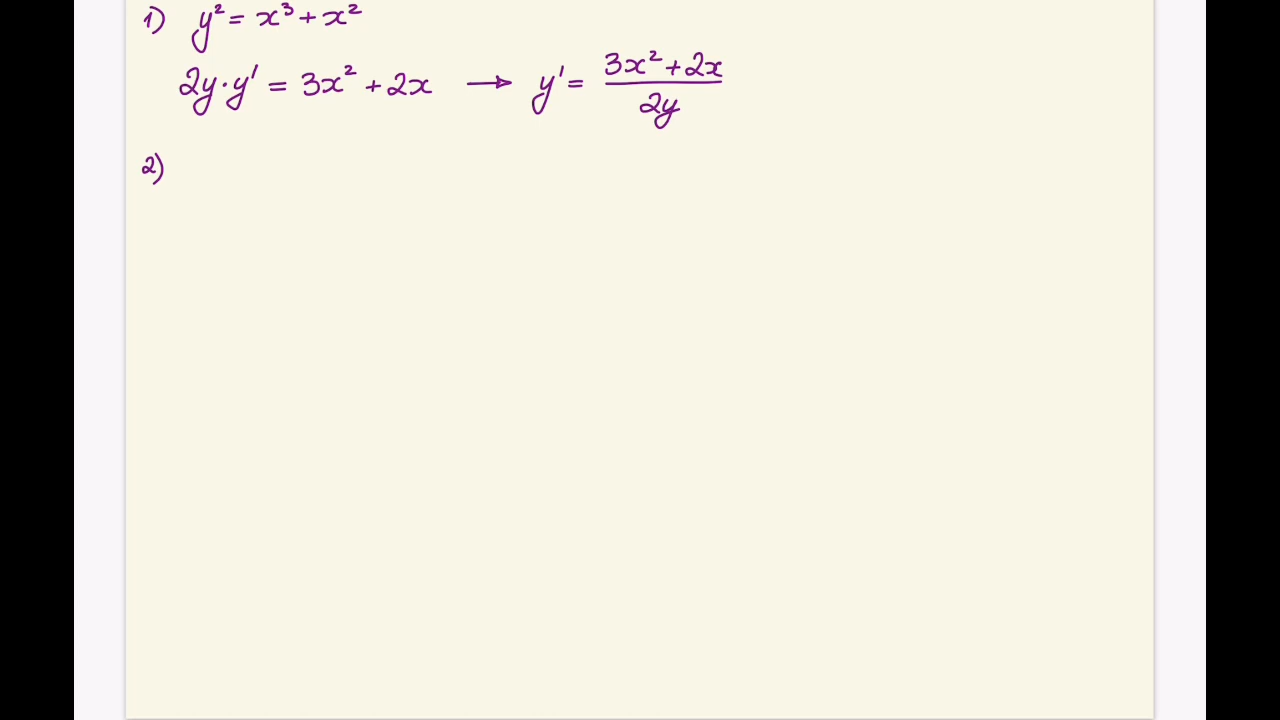 1) y² = x³ + x²
2y · y' = 3x² + 2x → y' = (3x² + 2x) / 2y
2)